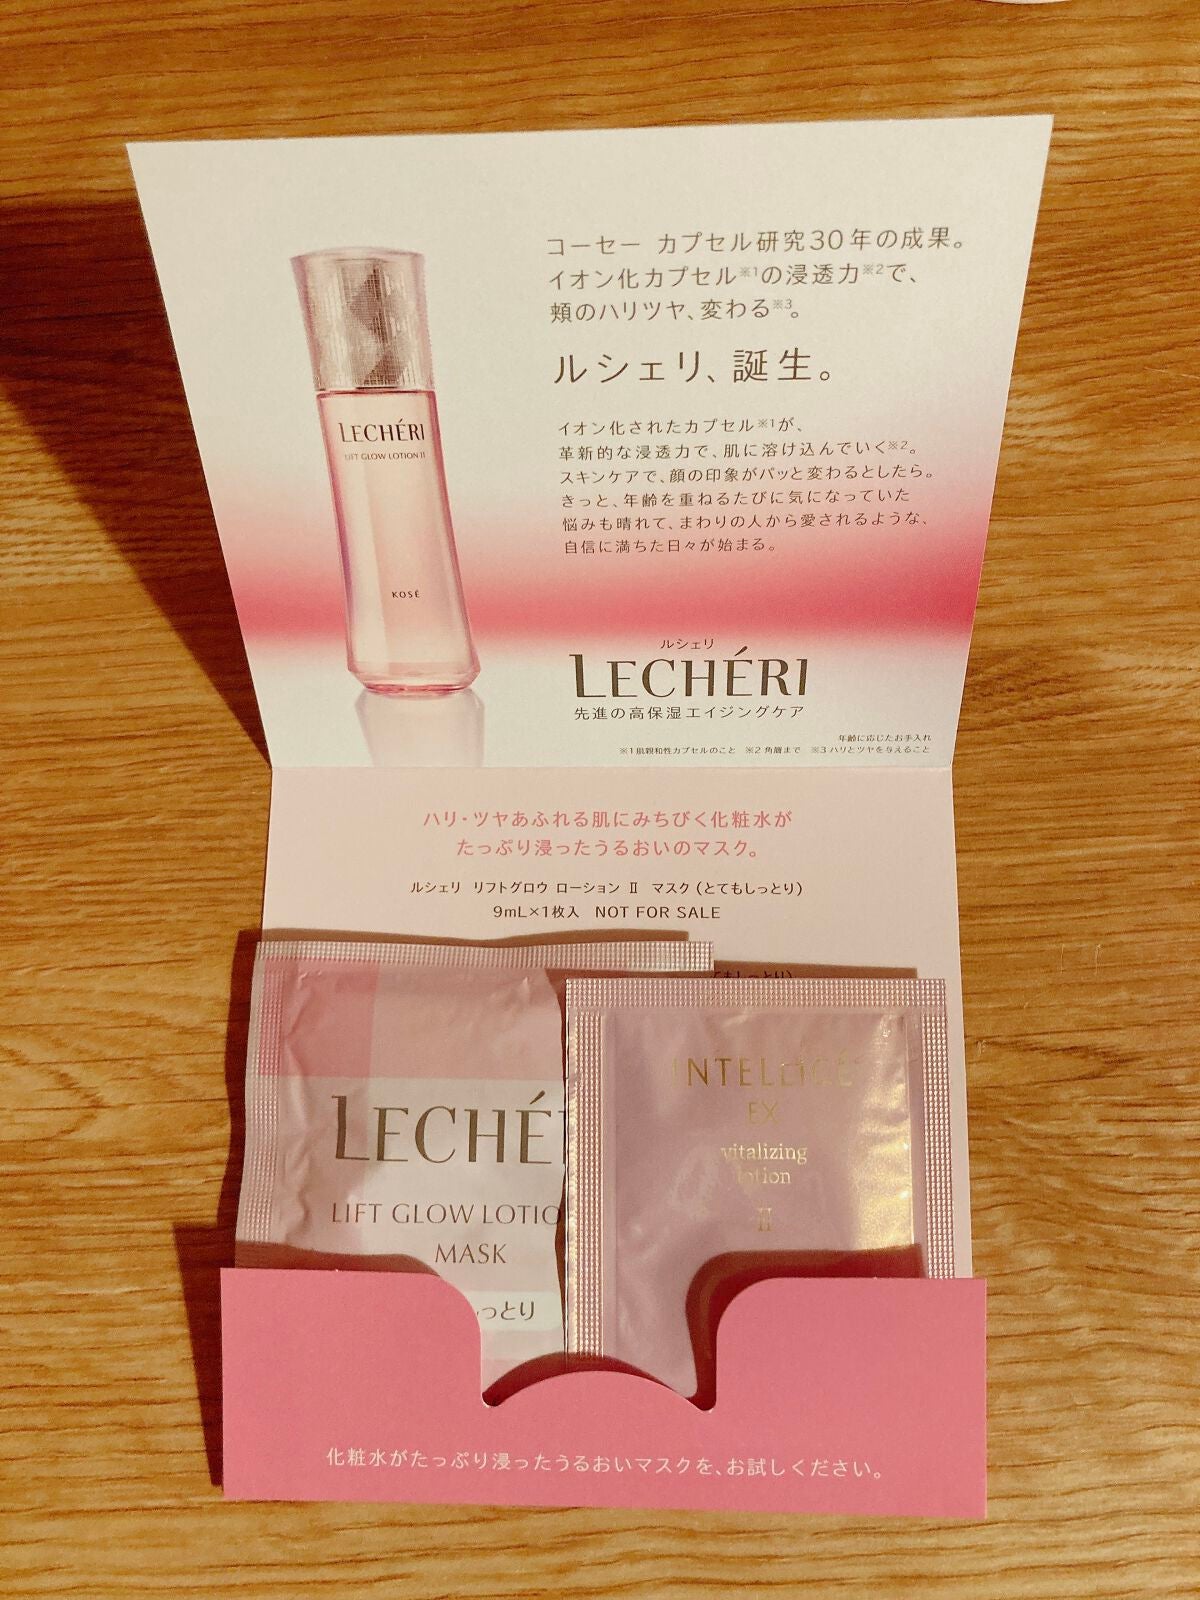 コーセー カプセル研究30年の成果。
イオン化カプセル※1の浸透力※2で、
頬のハリツヤ、変わる※3。
ルシェリ、誕生。
イオン化されたカプセル※1が、
革新的な浸透力で、肌に溶け込んでいく※2。
スキンケアで、顔の印象がパッと変わるとしたら。
きっと、年齢を重ねるたびに気になっていた
悩みも晴れて、まわりの人から愛されるような、
自信に満ちた日々が始まる。
LECHÉRI
LIFT GLOW LOTION II
KOSÉ
ルシェリ
LECHÉRI
先進の高保湿エイジングケア
年齢に応じたお手入れ
※1 肌親和性カプセルのこと ※2 角層まで ※3 ハリとツヤを与えること
ハリ・ツヤあふれる肌にみちびく化粧水が
たっぷり浸ったうるおいのマスク。
ルシェリ リフトグロウ ローション Ⅱ マスク (とてもしっとり)
9mL×1枚入 NOT FOR SALE
てもしっとり)
LECHÉ
LIFT GLOW LOTIO
MASK
っとり
INTELLIGÉ
EX
vitalizing
lotion
II
化粧水がたっぷり浸ったうるおいマスクを、お試しください。